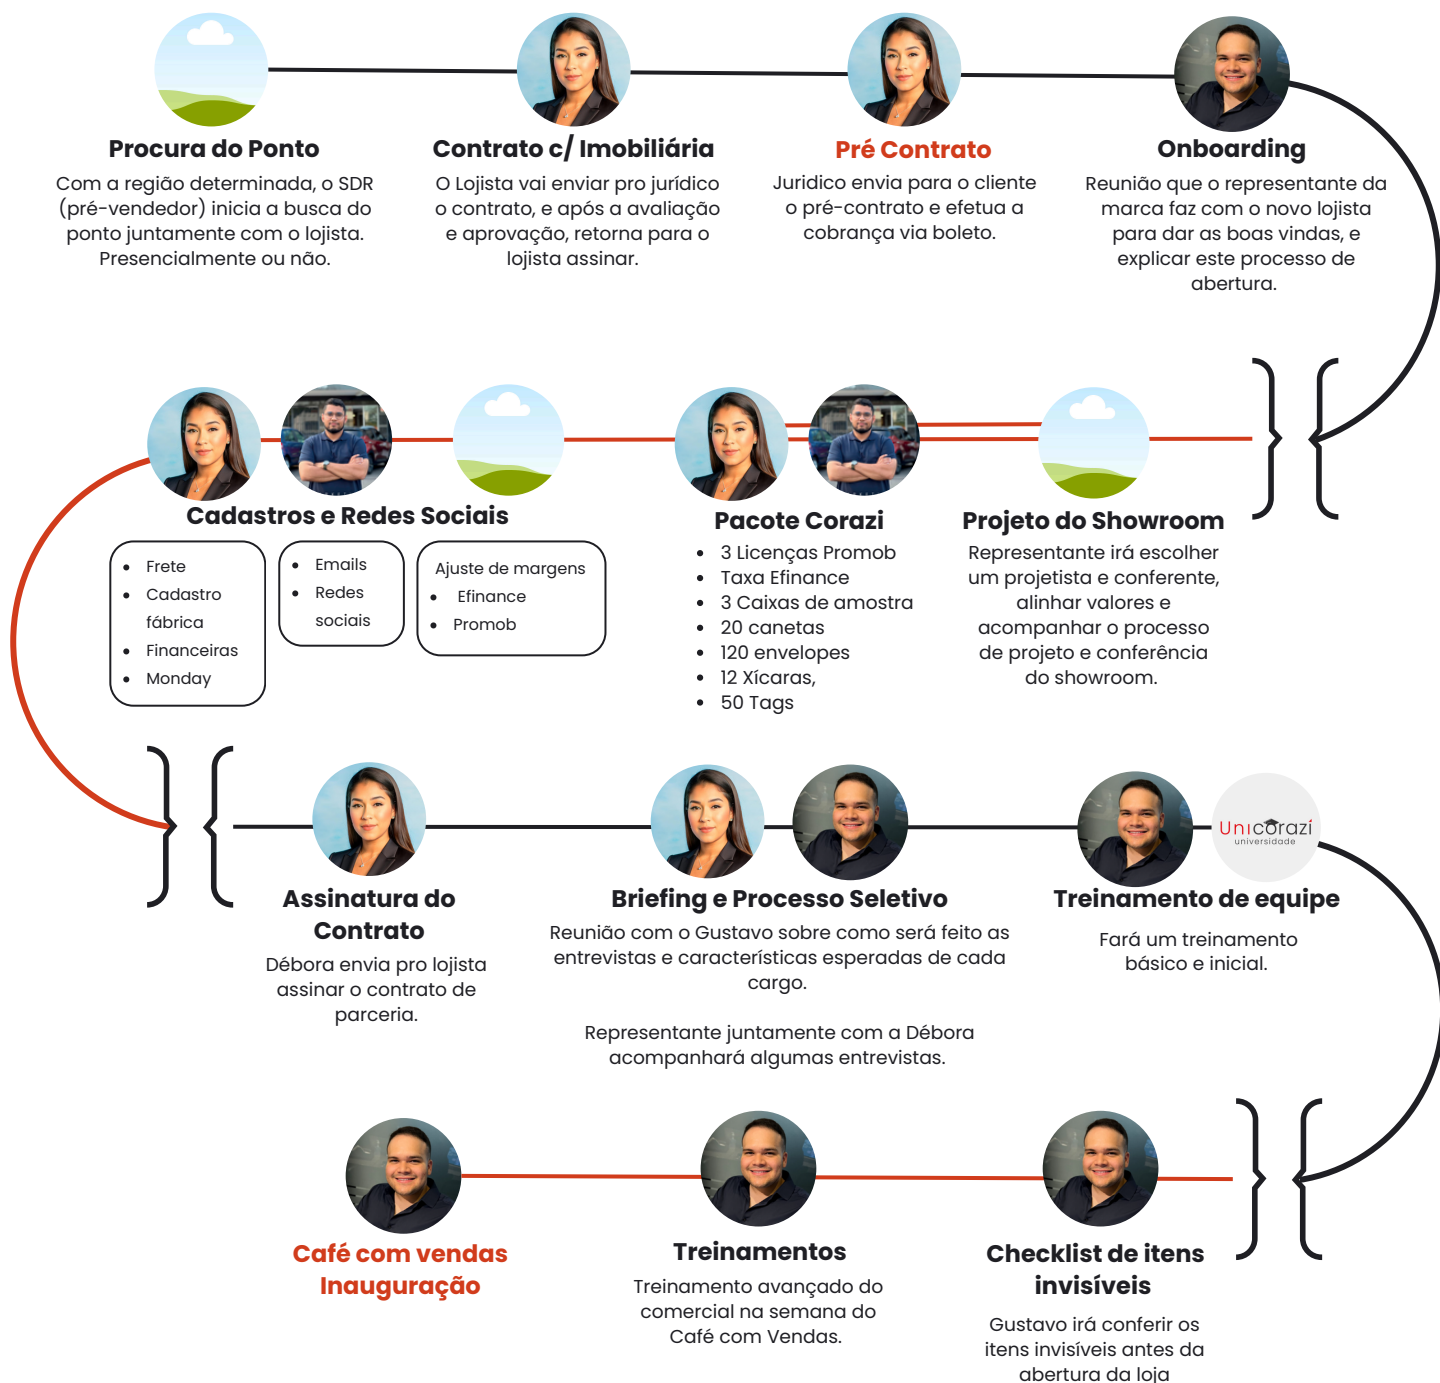 Procura do Ponto
Com a região determinada, o SDR
(pré-vendedor) inicia a busca do
ponto juntamente com o lojista.
Presencialmente ou não.
Contrato c/ Imobiliária
O Lojista vai enviar pro jurídico
o contrato, e após a avaliação
e aprovação, retorna para o
lojista assinar.
Pré Contrato
Juridico envia para o cliente
o pré-contrato e efetua a
cobrança via boleto.
Onboarding
Reunião que o representante da
marca faz com o novo lojista
para dar as boas vindas, e
explicar este processo de
abertura.
Cadastros e Redes Sociais
• Frete
• Cadastro
fábrica
• Financeiras
• Monday
• Emails
• Redes
sociais
Ajuste de margens
• Efinance
• Promob
Pacote Corazi
• 3 Licenças Promob
• Taxa Efinance
• 3 Caixas de amostra
• 20 canetas
• 120 envelopes
• 12 Xícaras,
• 50 Tags
Projeto do Showroom
Representante irá escolher
um projetista e conferente,
alinhar valores e
acompanhar o processo
de projeto e conferência
do showroom.
Assinatura do
Contrato
Débora envia pro lojista
assinar o contrato de
parceria.
Briefing e Processo Seletivo
Reunião com o Gustavo sobre como será feito as
entrevistas e características esperadas de cada
cargo.
Representante juntamente com a Débora
acompanhará algumas entrevistas.
Unicorazi
universidade
Treinamento de equipe
Fará um treinamento
básico e inicial.
Café com vendas
Inauguração
Treinamentos
Treinamento avançado do
comercial na semana do
Café com Vendas.
Checklist de itens
invisíveis
Gustavo irá conferir os
itens invisíveis antes da
abertura da loja